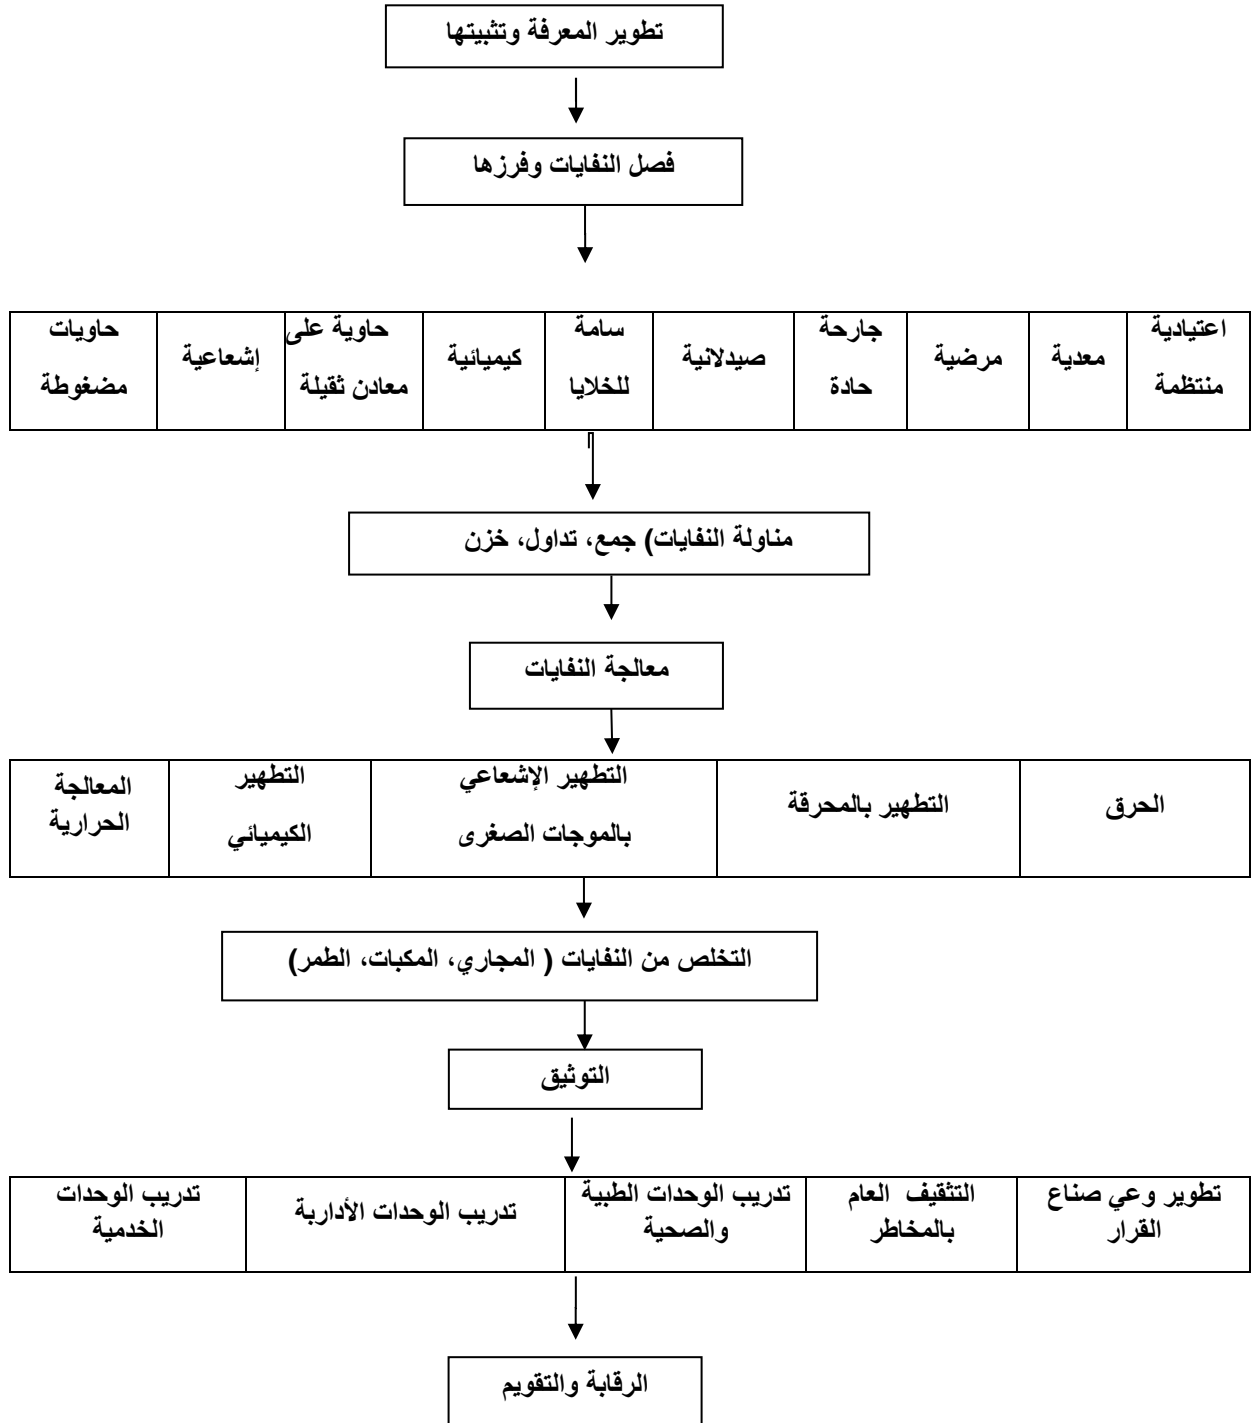 تطوير المعرفة وتثبيتها
فصل النفايات وفرزها
اعتيادية
منتظمة
معدية
مرضية
جارحة
حادة
صيدلانية
سامة
للخلايا
كيميائية
حاوية على
معادن ثقيلة
إشعاعية
حاويات
مضغوطة
مناولة النفايات) جمع، تداول، خزن
معالجة النفايات
الحرق
التطهير بالمحرقة
التطهير الإشعاعي
بالموجات الصغرى
التطهير
الكيميائي
المعالجة
الحرارية
التخلص من النفايات ( المجاري، المكبات، الطمر)
التوثيق
تطوير وعي صناع
القرار
التثقيف العام
بالمخاطر
تدريب الوحدات الطبية
والصحية
تدريب الوحدات الأداربة
تدريب الوحدات
الخدمية
الرقابة والتقويم